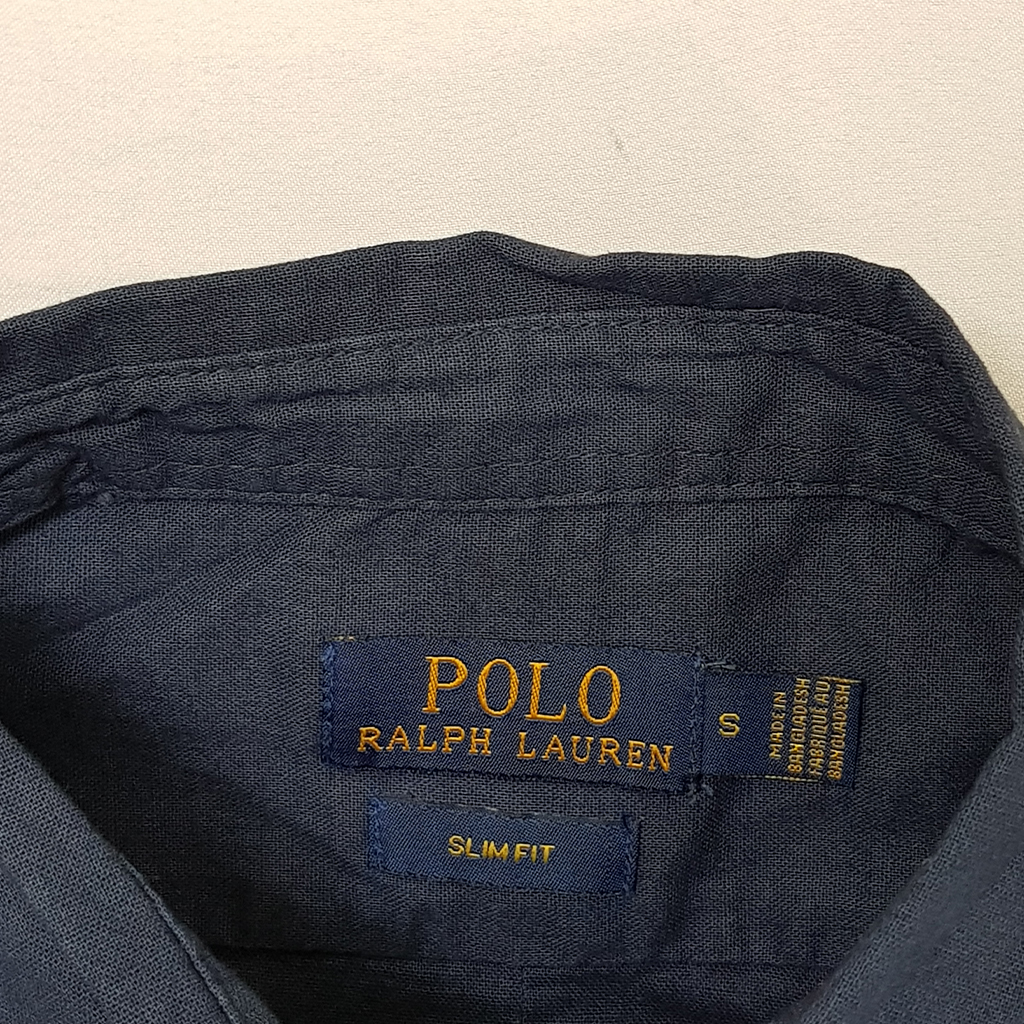 POLO
RALPH LAUREN
S
MADE IN
BANGLADESH
FABRIQUÉ AU
BANGLADESH
SLIM FIT